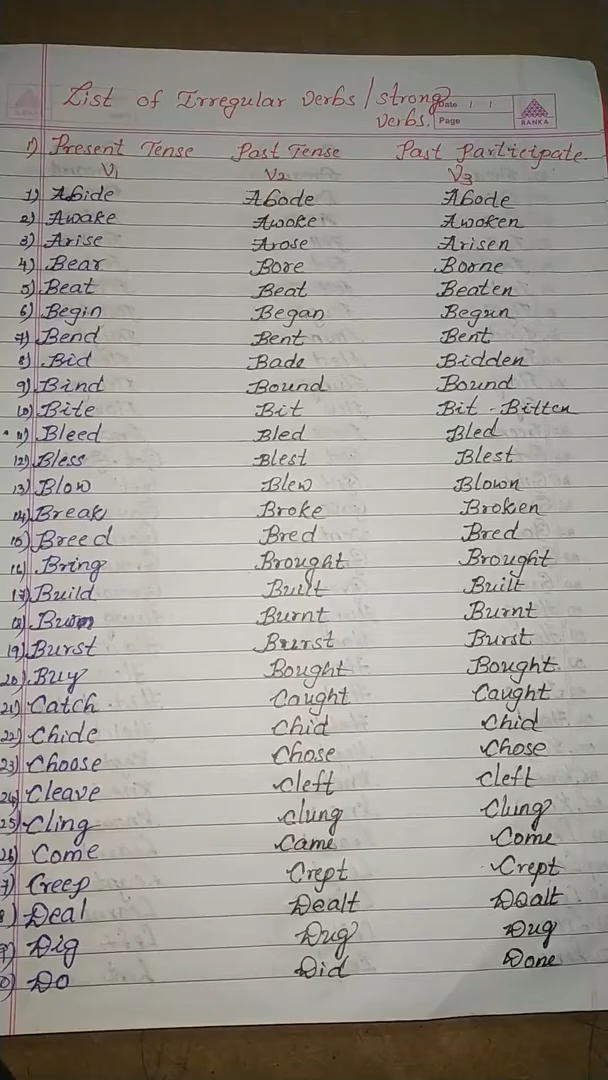 List of Irregular verbs / strong verbs.
Date / /
Page
RANKA
1) Present Tense Past Tense Past Participate.
V1 V2 V3
1) Abide Abode Abode
2) Awake Awoke Awoken
3) Arise Arose Arisen
4) Bear Bore Borne
5) Beat Beat Beaten
6) Begin Began Begun
7) Bend Bent Bent
8) Bid Bade Bidden
9) Bind Bound Bound
10) Bite Bit Bit - Bitten
11) Bleed Bled Bled
12) Bless Blest Blest
13) Blow Blew Blown
14) Break Broke Broken
15) Breed Bred Bred
16) Bring Brought Brought
17) Build Built Built
18) Burn Burnt Burnt
19) Burst Burst Burst
20) Buy Bought Bought
21) Catch Caught Caught
22) Chide Chid Chid
23) Choose Chose Chose
24) Cleave Cleft Cleft
25) Cling Clung Clung
26) Come Came Come
7) Creep Crept Crept
8) Deal Dealt Dealt
9) Dig Dug Dug
0) Do Did Done